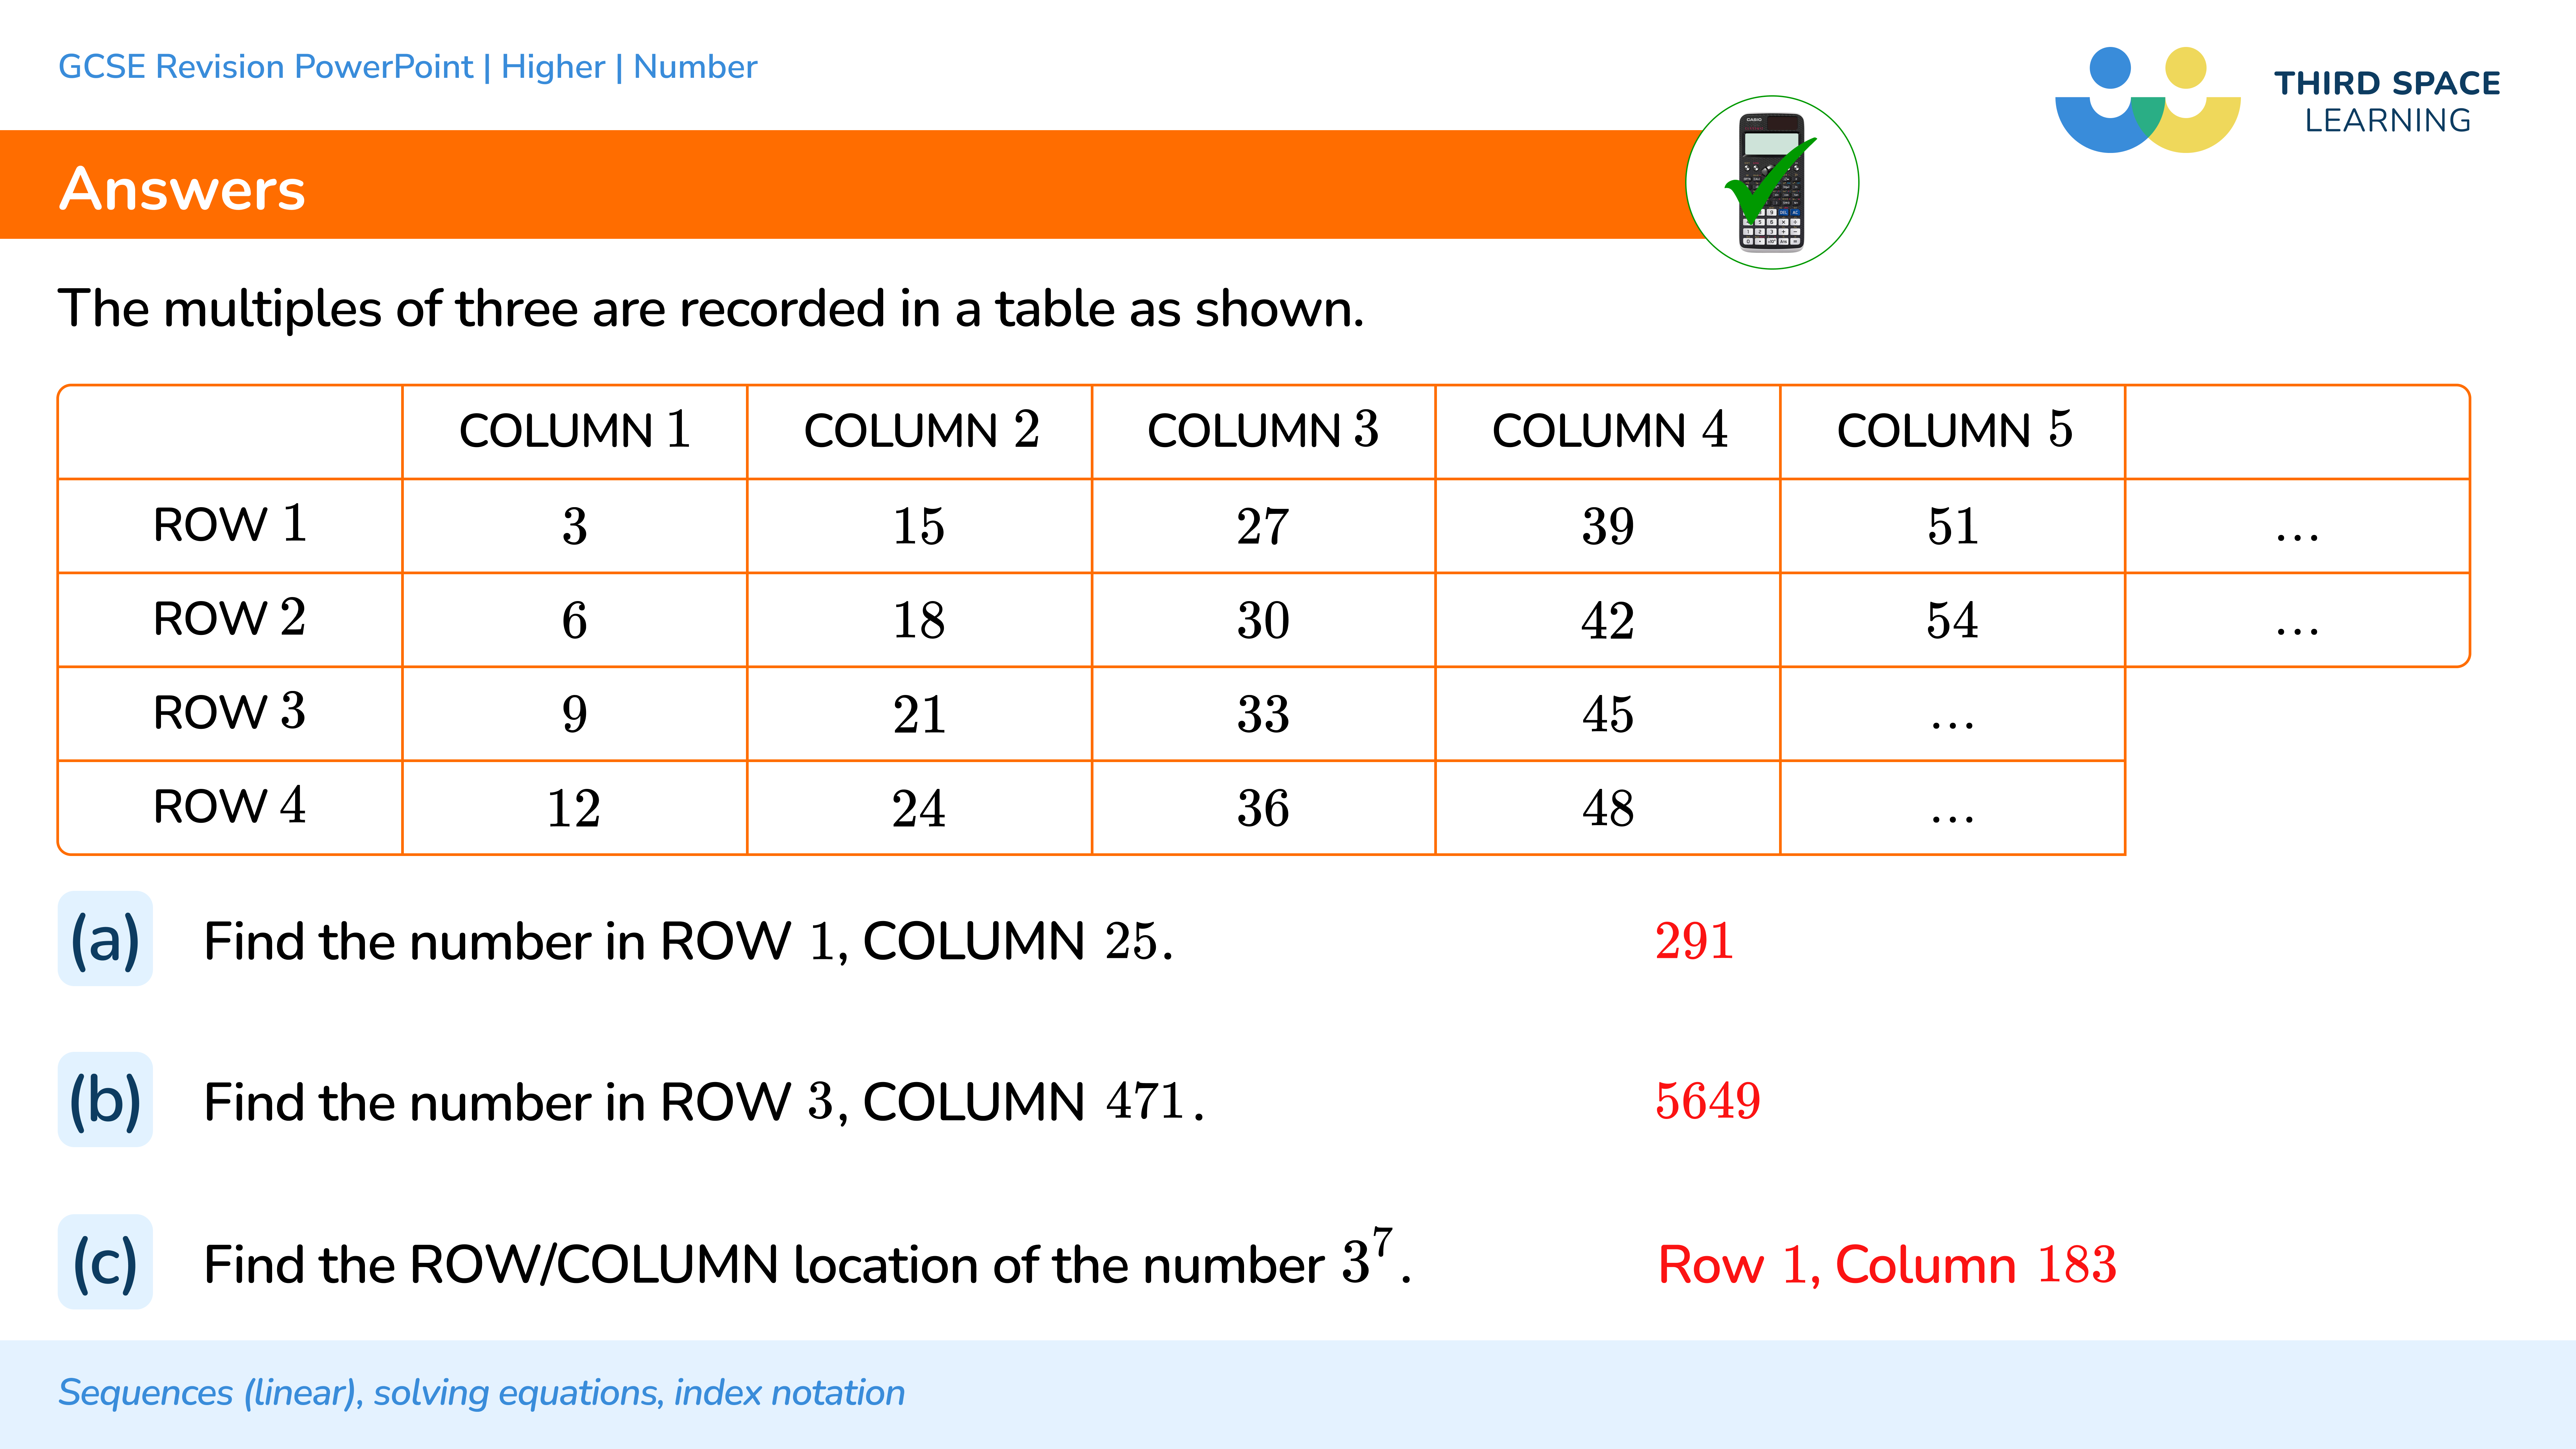 GCSE Revision PowerPoint | Higher | Number
THIRD SPACE
LEARNING
CASIO
Answers
The multiples of three are recorded in a table as shown.
COLUMN 1 COLUMN 2 COLUMN 3 COLUMN 4 COLUMN 5
ROW 1 3 15 27 39 51 ...
ROW 2 6 18 30 42 54 ...
ROW 3 9 21 33 45 ...
ROW 4 12 24 36 48 ...
(a) Find the number in ROW 1, COLUMN 25. 291
(b) Find the number in ROW 3, COLUMN 471. 5649
(c) Find the ROW/COLUMN location of the number 3⁷. Row 1, Column 183
Sequences (linear), solving equations, index notation